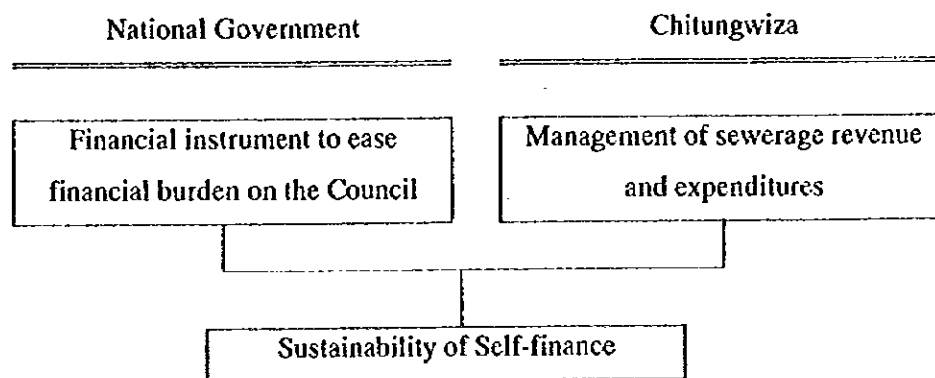 National Government
Chitungwiza
Financial instrument to ease
financial burden on the Council
Management of sewerage revenue
and expenditures
Sustainability of Self-finance